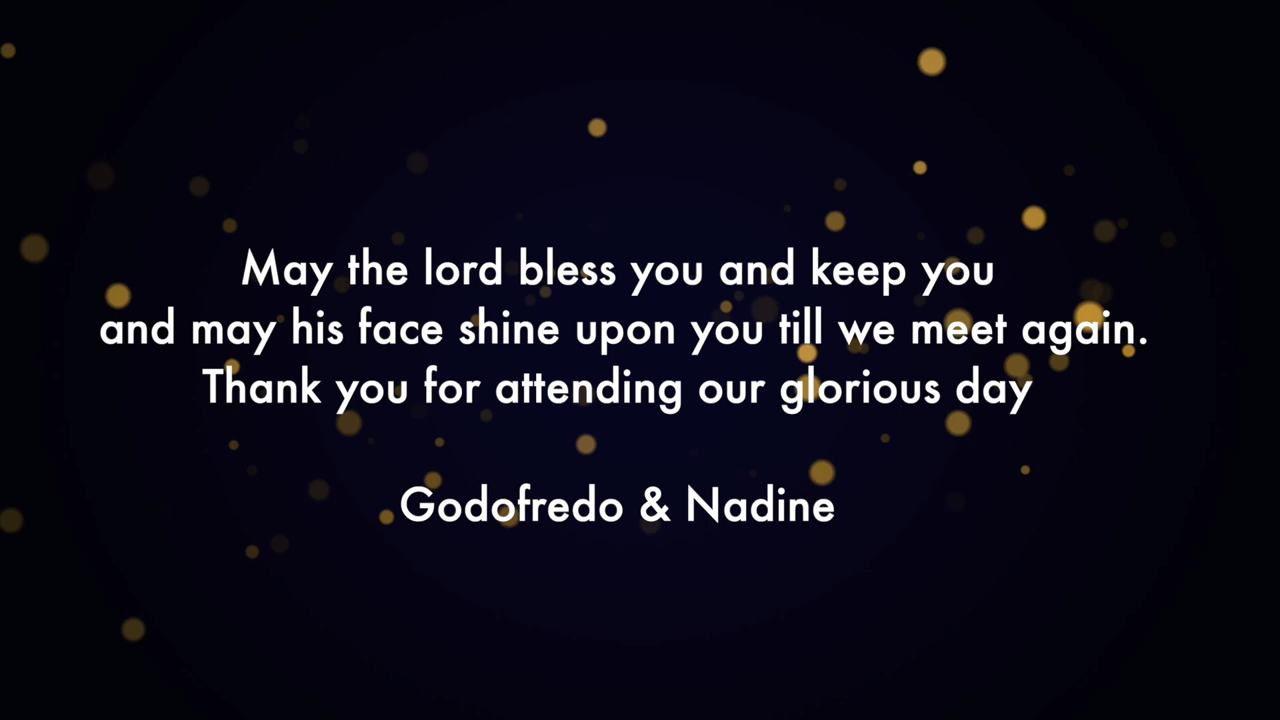 May the lord bless you and keep you
and may his face shine upon you till we meet again.
Thank you for attending our glorious day
Godofredo & Nadine